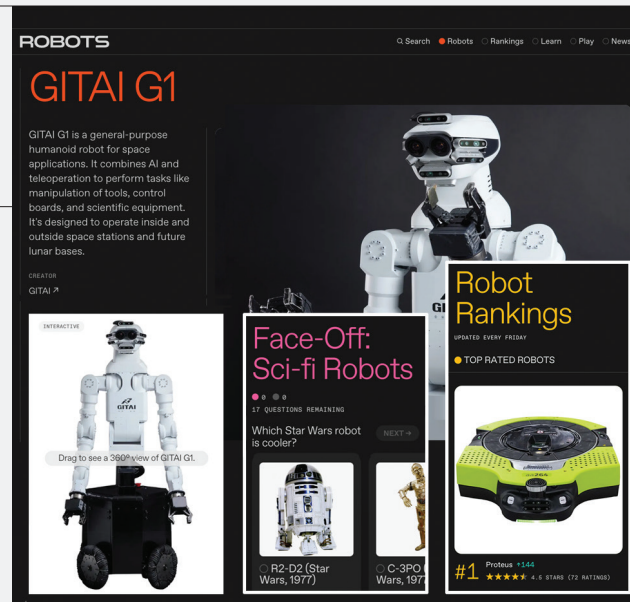 ROBOTS
Search Robots Rankings Learn Play News
GITAI G1
GITAI G1 is a general-purpose
humanoid robot for space
applications. It combines AI and
teleoperation to perform tasks like
manipulation of tools, control
boards, and scientific equipment.
It's designed to operate inside and
outside space stations and future
lunar bases.
CREATOR
GITAI ↗
INTERACTIVE
GITAI
Drag to see a 360° view of GITAI G1.
GI
Face-Off:
Sci-fi Robots
0 0
17 QUESTIONS REMAINING
Which Star Wars robot
is cooler?
NEXT →
R2-D2 (Star
Wars, 1977)
C-3PO
Wars, 197
Robot
Rankings
UPDATED EVERY FRIDAY
TOP RATED ROBOTS
#1
Proteus +144
4.5 STARS (72 RATINGS)